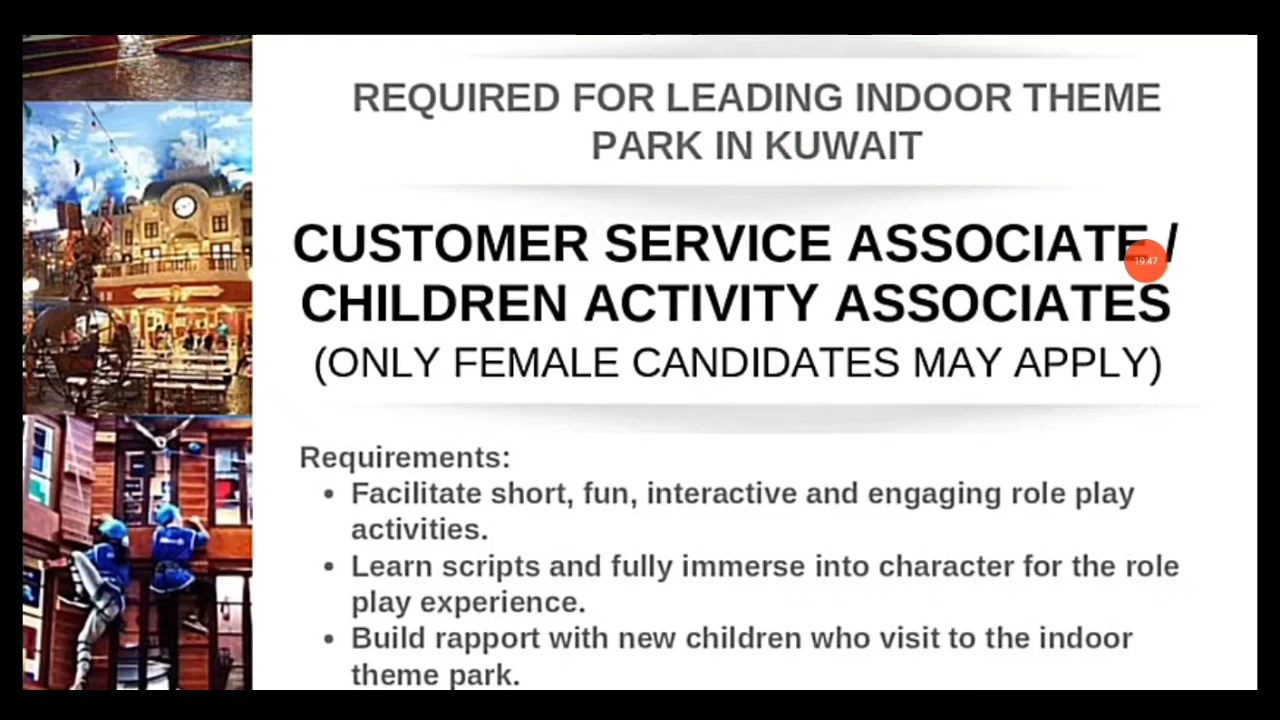 REQUIRED FOR LEADING INDOOR THEME
PARK IN KUWAIT
CUSTOMER SERVICE ASSOCIATE /
19:47
CHILDREN ACTIVITY ASSOCIATES
(ONLY FEMALE CANDIDATES MAY APPLY)
Requirements:
• Facilitate short, fun, interactive and engaging role play
activities.
• Learn scripts and fully immerse into character for the role
play experience.
• Build rapport with new children who visit to the indoor
theme park.